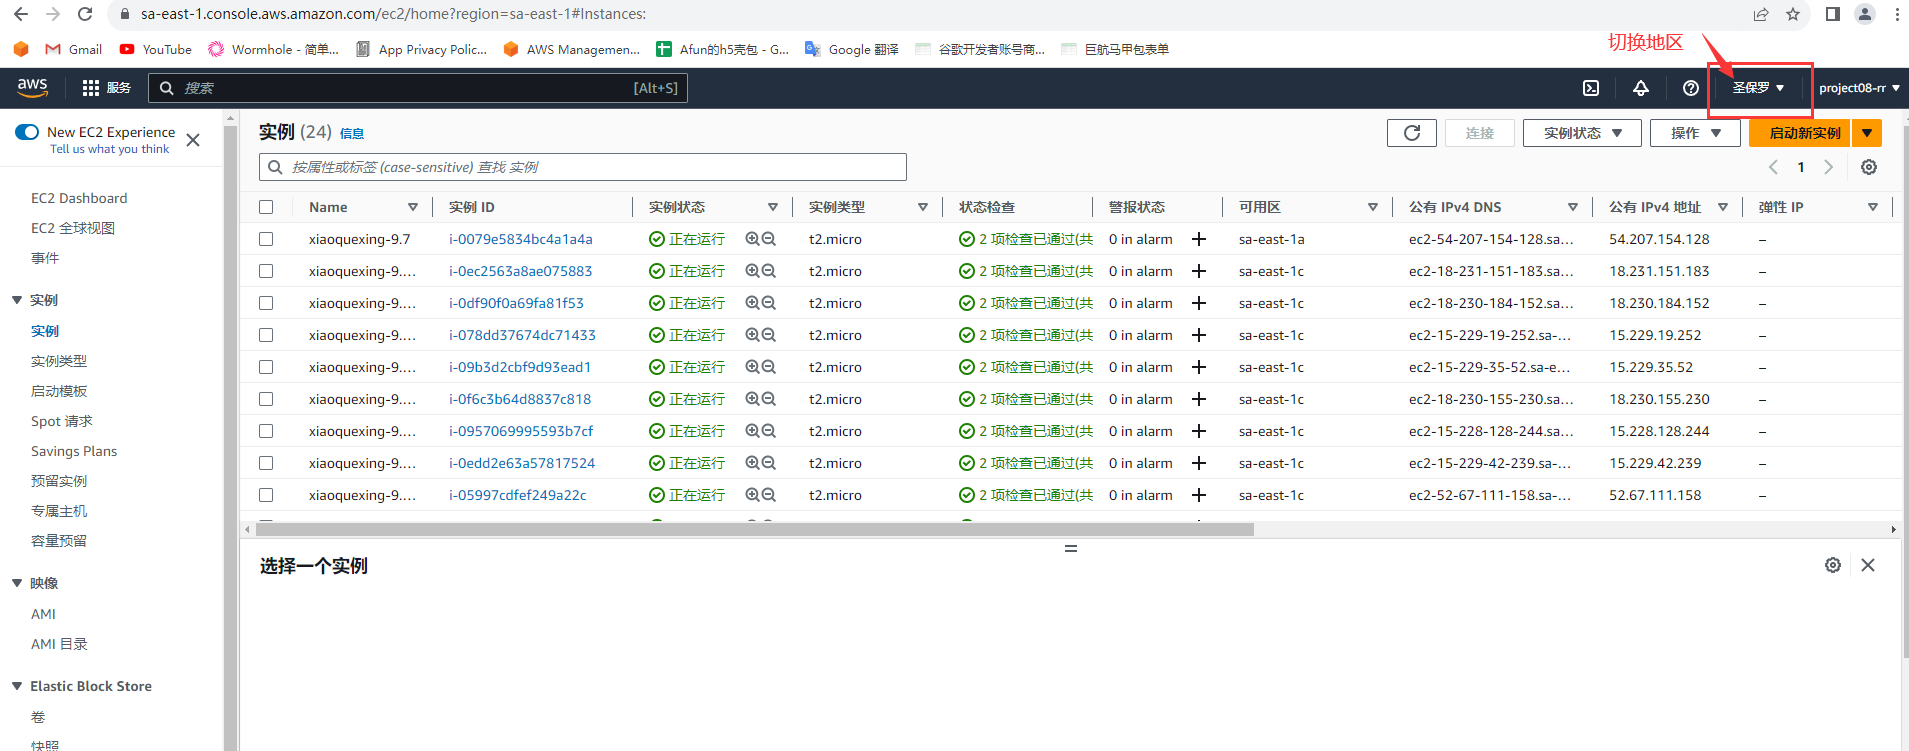 sa-east-1.console.aws.amazon.com/ec2/home?region=sa-east-1#Instances:
Gmail YouTube Wormhole - 简单... App Privacy Polic... AWS Managemen... Afun的h5壳包 - G... Google 翻译 谷歌开发者账号商... 巨航马甲包表单
切换地区
aws 服务 搜索 [Alt+S] 圣保罗 project08-rr
New EC2 Experience
Tell us what you think
EC2 Dashboard
EC2 全球视图
事件
实例
实例
实例类型
启动模板
Spot 请求
Savings Plans
预留实例
专属主机
容量预留
映像
AMI
AMI 目录
Elastic Block Store
卷
快照
实例 (24) 信息
连接 实例状态 操作 启动新实例
按属性或标签 (case-sensitive) 查找 实例
1
Name 实例 ID 实例状态 实例类型 状态检查 警报状态 可用区 公有 IPv4 DNS 公有 IPv4 地址 弹性 IP
xiaoquexing-9.7 i-0079e5834bc4a1a4a 正在运行 t2.micro 2 项检查已通过(共 0 in alarm + sa-east-1a ec2-54-207-154-128.sa... 54.207.154.128 –
xiaoquexing-9.... i-0ec2563a8ae075883 正在运行 t2.micro 2 项检查已通过(共 0 in alarm + sa-east-1c ec2-18-231-151-183.sa... 18.231.151.183 –
xiaoquexing-9.... i-0df90f0a69fa81f53 正在运行 t2.micro 2 项检查已通过(共 0 in alarm + sa-east-1c ec2-18-230-184-152.sa... 18.230.184.152 –
xiaoquexing-9.... i-078dd37674dc71433 正在运行 t2.micro 2 项检查已通过(共 0 in alarm + sa-east-1c ec2-15-229-19-252.sa-... 15.229.19.252 –
xiaoquexing-9.... i-09b3d2cbf9d93ead1 正在运行 t2.micro 2 项检查已通过(共 0 in alarm + sa-east-1c ec2-15-229-35-52.sa-e... 15.229.35.52 –
xiaoquexing-9.... i-0f6c3b64d8837c818 正在运行 t2.micro 2 项检查已通过(共 0 in alarm + sa-east-1c ec2-18-230-155-230.sa... 18.230.155.230 –
xiaoquexing-9.... i-0957069995593b7cf 正在运行 t2.micro 2 项检查已通过(共 0 in alarm + sa-east-1c ec2-15-228-128-244.sa... 15.228.128.244 –
xiaoquexing-9.... i-0edd2e63a57817524 正在运行 t2.micro 2 项检查已通过(共 0 in alarm + sa-east-1c ec2-15-229-42-239.sa-... 15.229.42.239 –
xiaoquexing-9.... i-05997cdfef249a22c 正在运行 t2.micro 2 项检查已通过(共 0 in alarm + sa-east-1c ec2-52-67-111-158.sa-... 52.67.111.158 –
选择一个实例